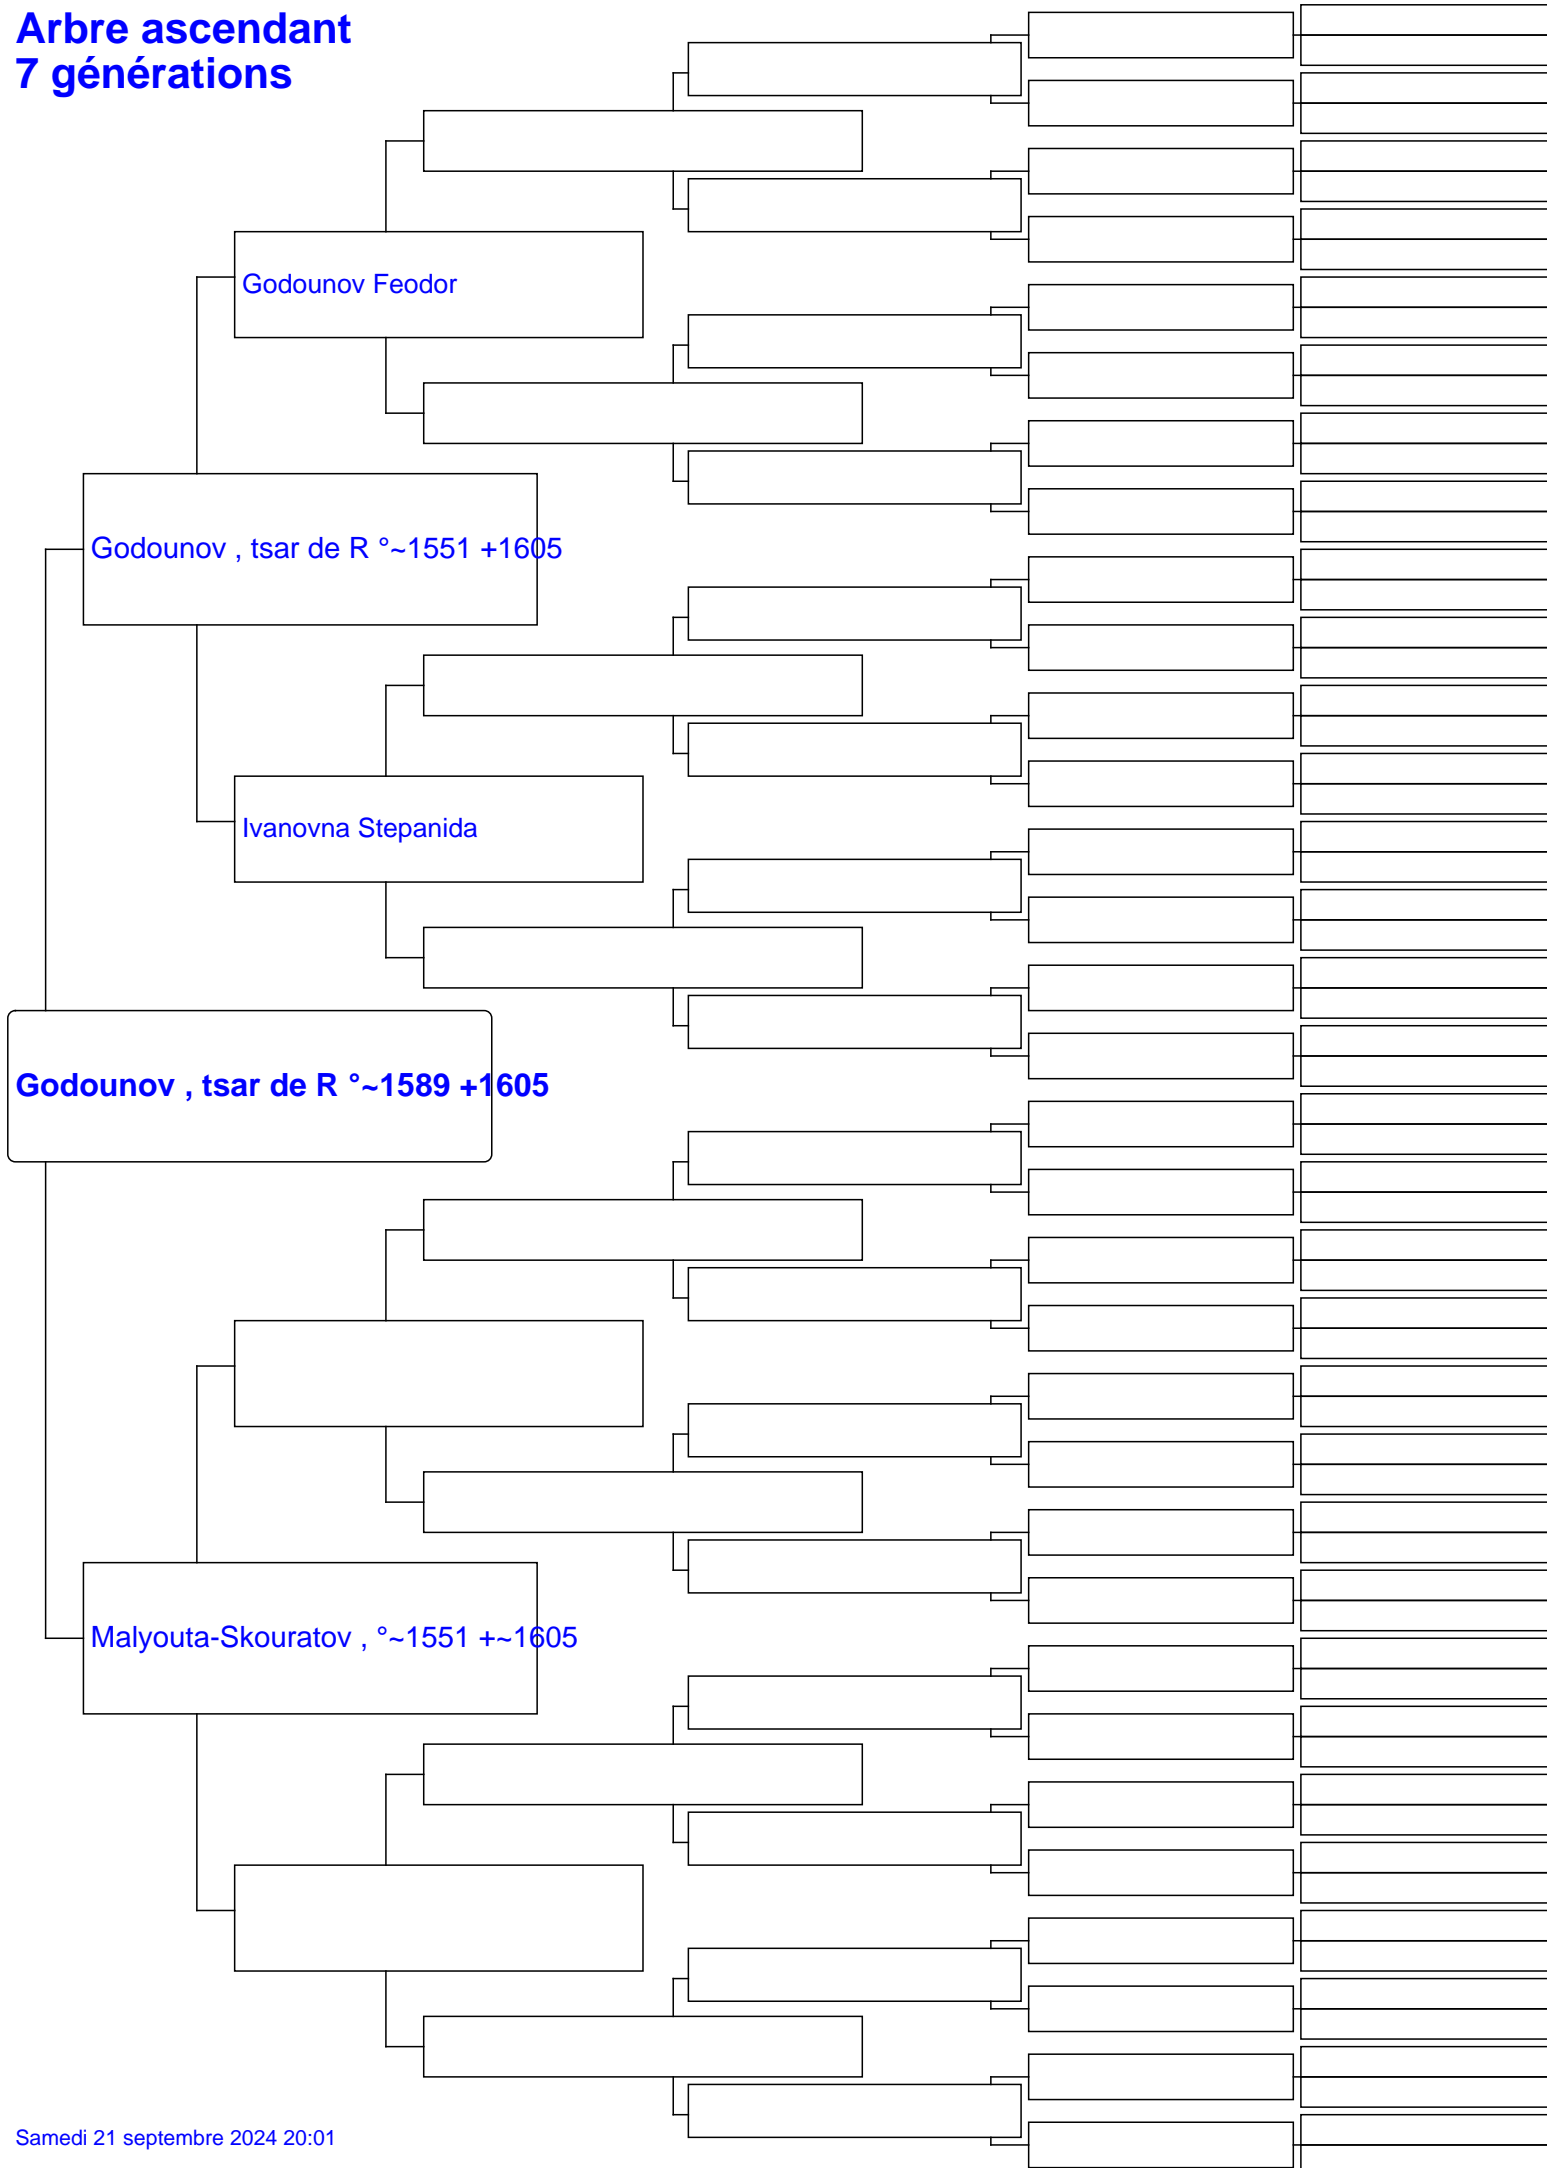 Arbre ascendant
7 générations
Godounov Feodor
Godounov , tsar de R °~1551 +1605
Ivanovna Stepanida
Godounov , tsar de R °~1589 +1605
Malyouta-Skouratov , °~1551 +~1605
Samedi 21 septembre 2024 20:01